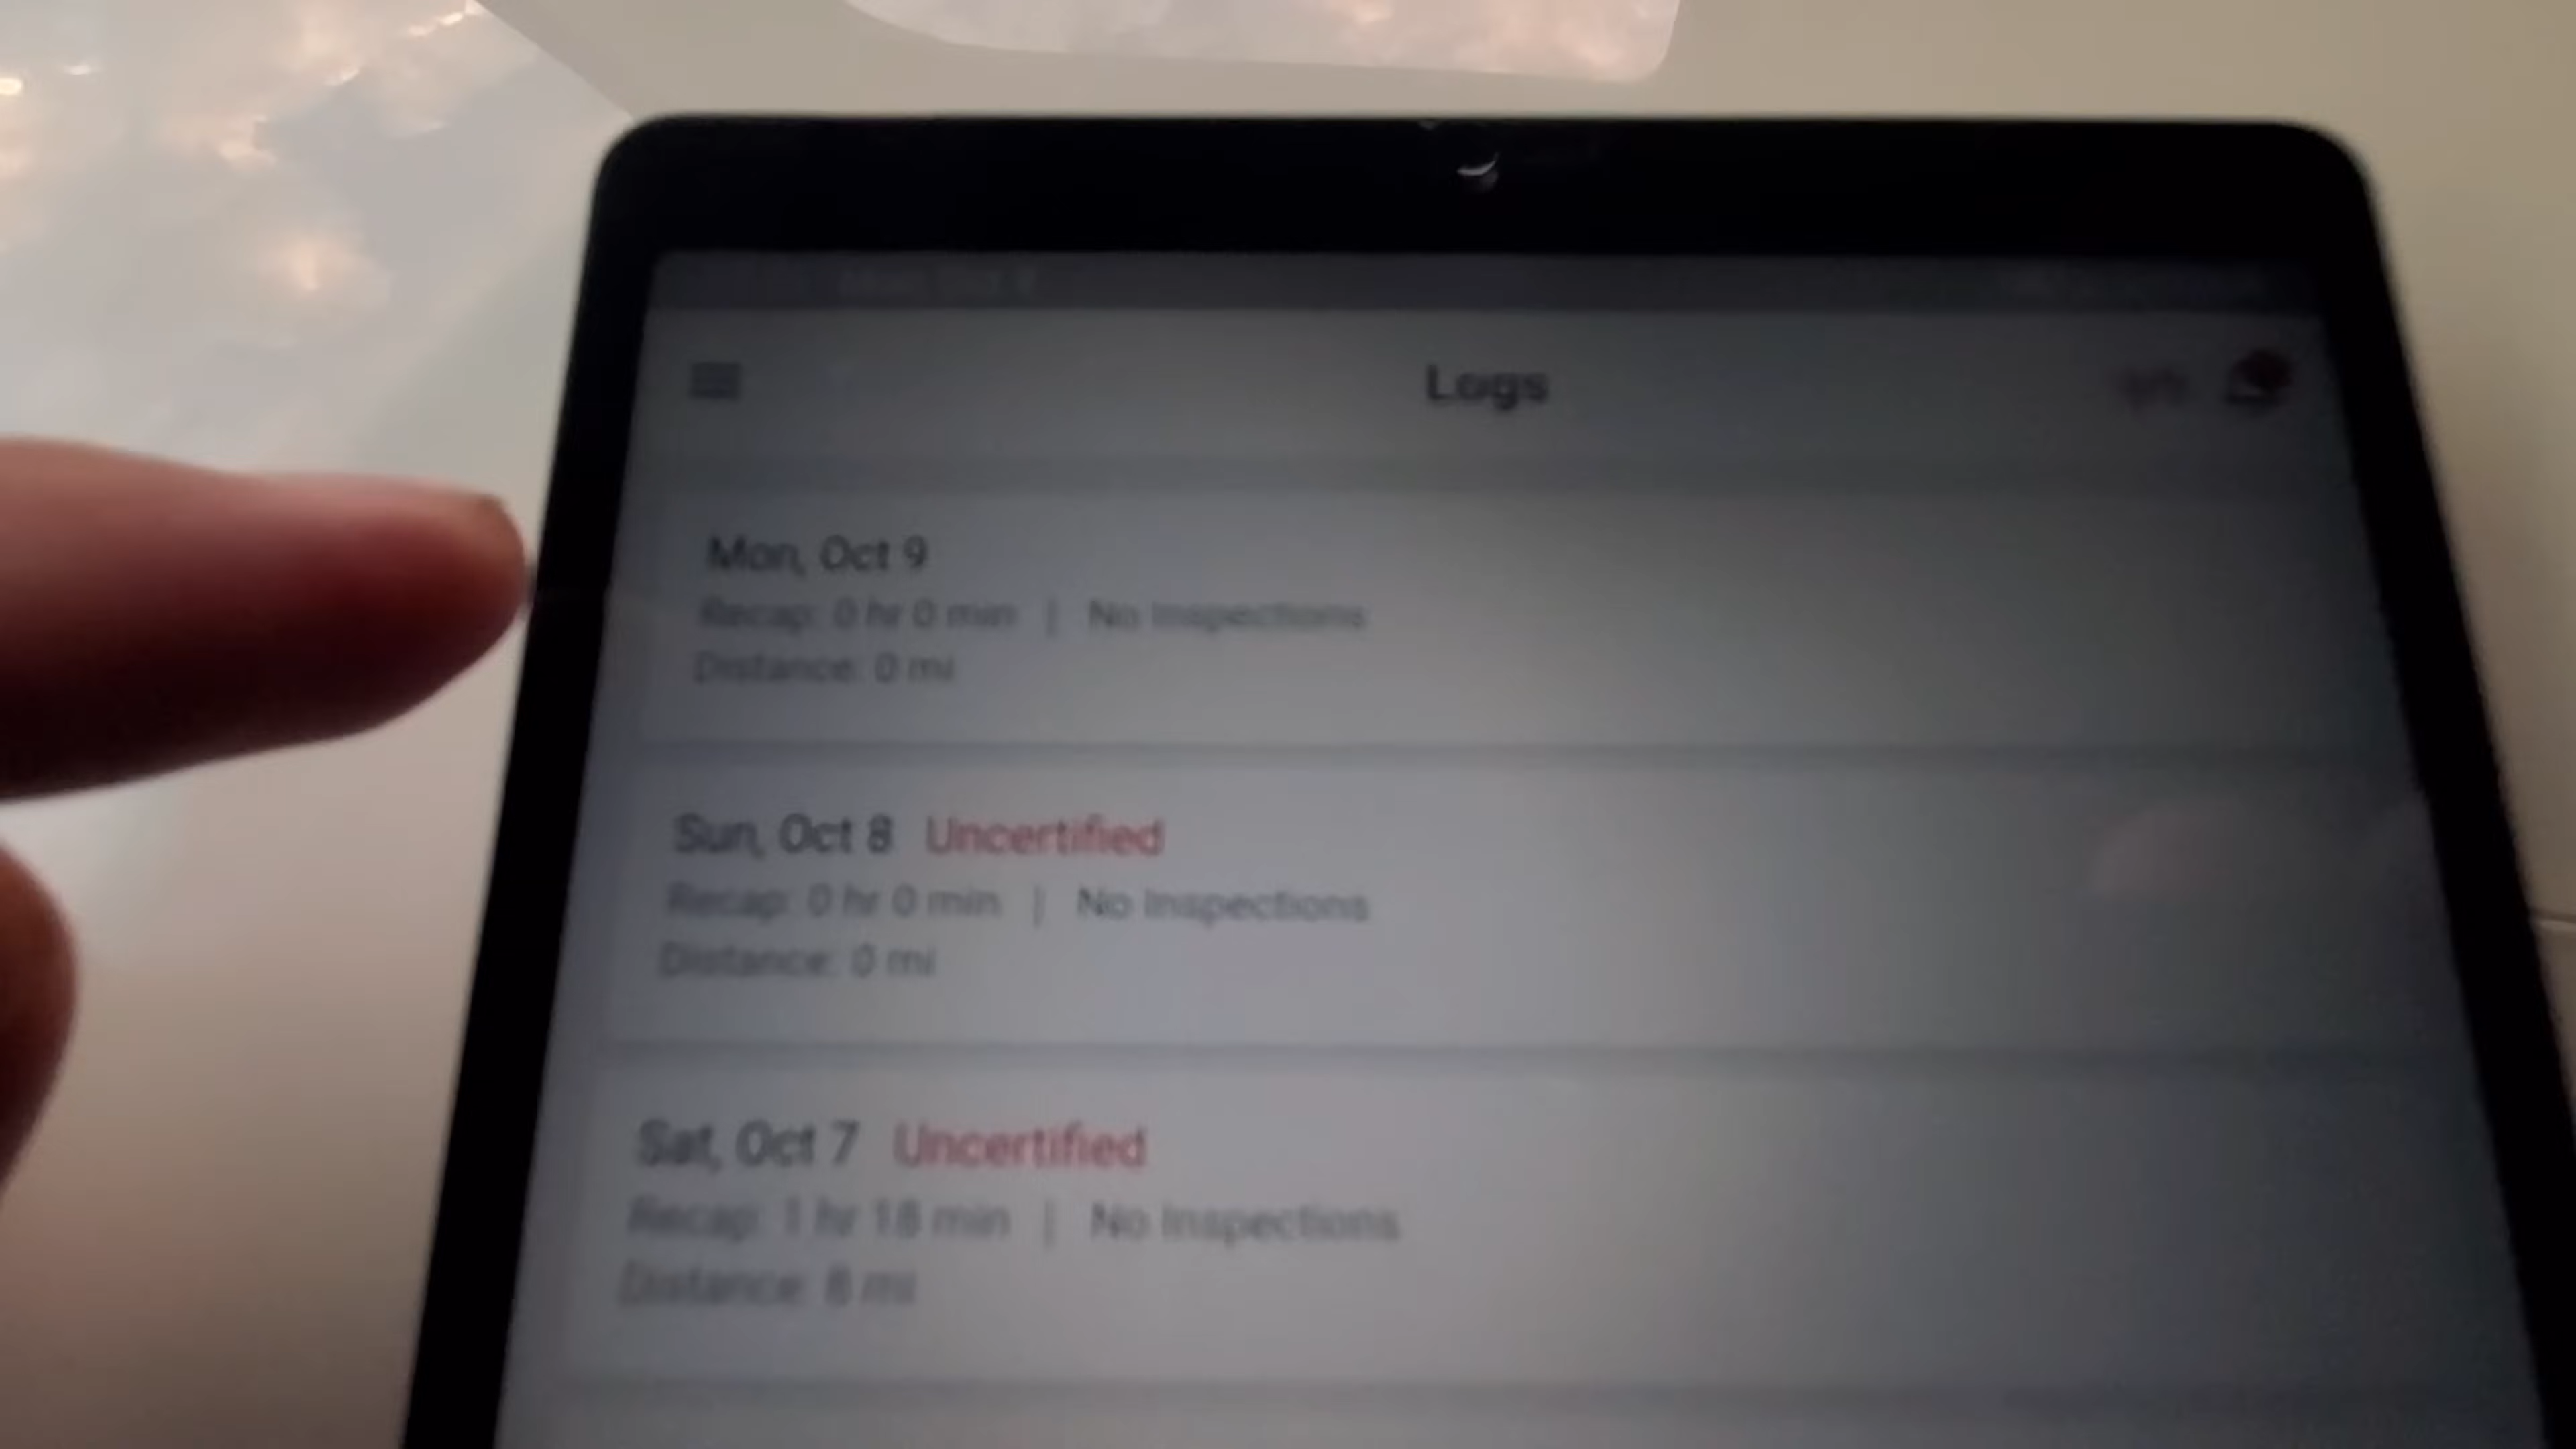 Logs
Mon, Oct 9
Recap: 0 hr 0 min | No Inspections
Distance: 0 mi
Sun, Oct 8 Uncertified
Recap: 0 hr 0 min | No Inspections
Distance: 0 mi
Sat, Oct 7 Uncertified
Recap: 1 hr 18 min | No Inspections
Distance: 8 mi